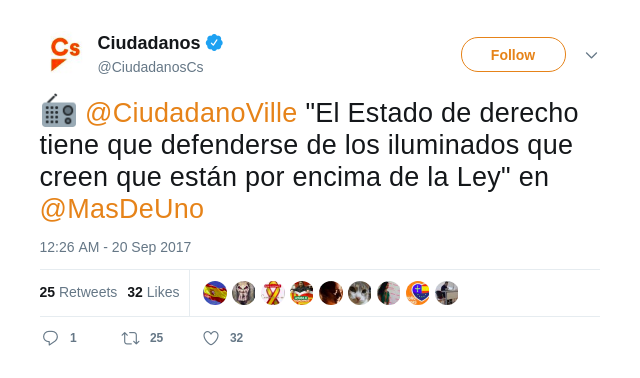 Cs
Ciudadanos
@CiudadanosCs
Follow
@CiudadanoVille "El Estado de derecho
tiene que defenderse de los iluminados que
creen que están por encima de la Ley" en
@MasDeUno
12:26 AM - 20 Sep 2017
25 Retweets 32 Likes
1 25 32